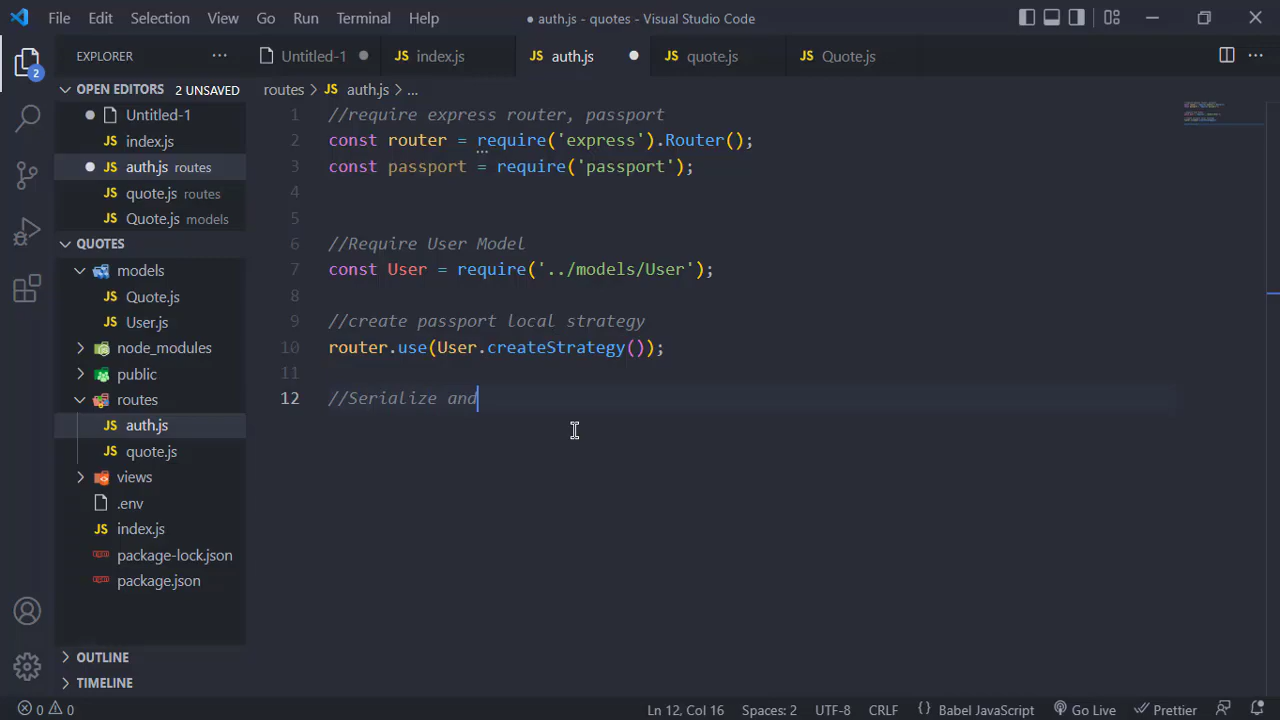 File Edit Selection View Go Run Terminal Help
● auth.js - quotes - Visual Studio Code
EXPLORER ...
Untitled-1
JS index.js
JS auth.js
JS quote.js
JS Quote.js
...
OPEN EDITORS 2 UNSAVED
Untitled-1
JS index.js
JS auth.js routes
JS quote.js routes
JS Quote.js models
QUOTES
models
JS Quote.js
JS User.js
node_modules
public
routes
JS auth.js
JS quote.js
views
.env
JS index.js
package-lock.json
package.json
OUTLINE
TIMELINE
2
routes > JS auth.js > ...
1 //require express router, passport
2 const router = require('express').Router();
3 const passport = require('passport');
4
5
6 //Require User Model
7 const User = require('../models/User');
8
9 //create passport local strategy
10 router.use(User.createStrategy());
11
12 //Serialize and
0 0
Ln 12, Col 16 Spaces: 2 UTF-8 CRLF {} Babel JavaScript Go Live Prettier